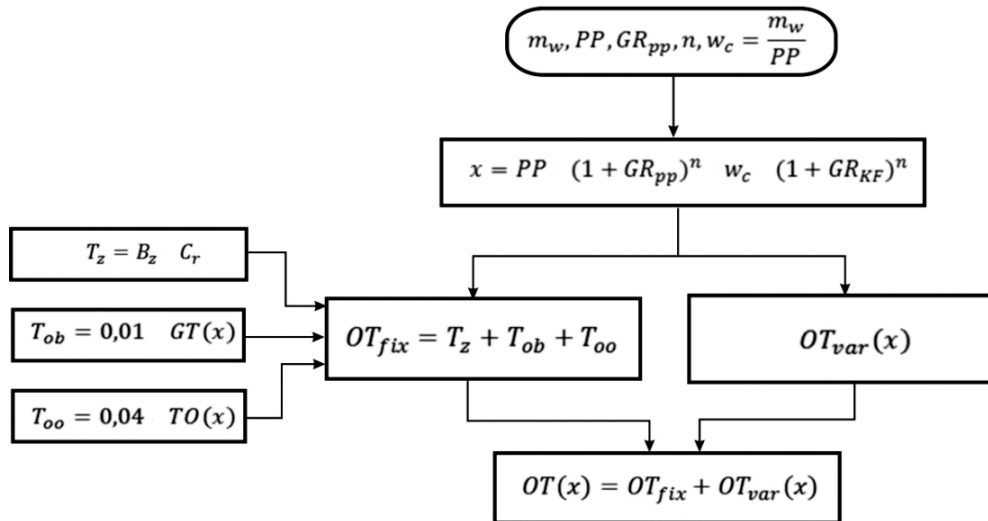 m_w, PP, GR_pp, n, w_c = m_w/PP
x = PP (1 + GR_pp)^n w_c (1 + GR_KF)^n
T_z = B_z C_r
T_ob = 0,01 GT(x)
T_oo = 0,04 TO(x)
OT_fix = T_z + T_ob + T_oo
OT_var(x)
OT(x) = OT_fix + OT_var(x)